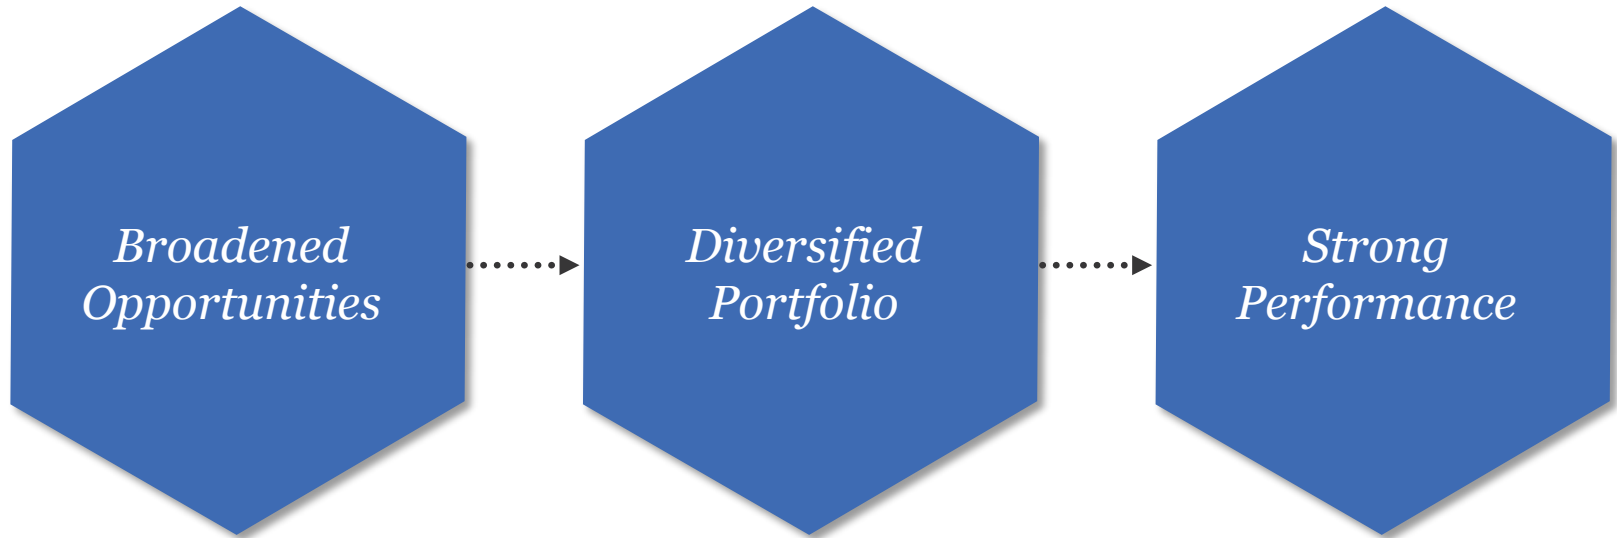 Broadened
Opportunities
Diversified
Portfolio
Strong
Performance